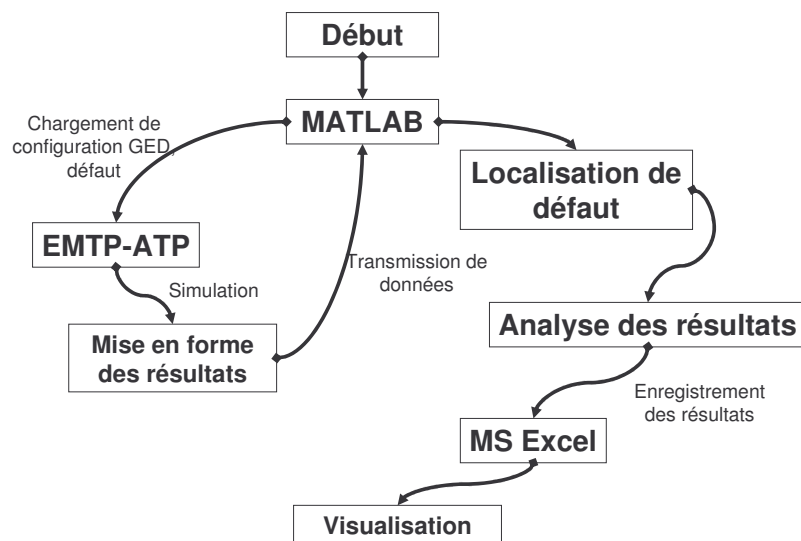 Début
MATLAB
Chargement de
configuration GED,
défaut
Localisation de
défaut
EMTP-ATP
Transmission de
données
Simulation
Mise en forme
des résultats
Analyse des résultats
Enregistrement
des résultats
MS Excel
Visualisation